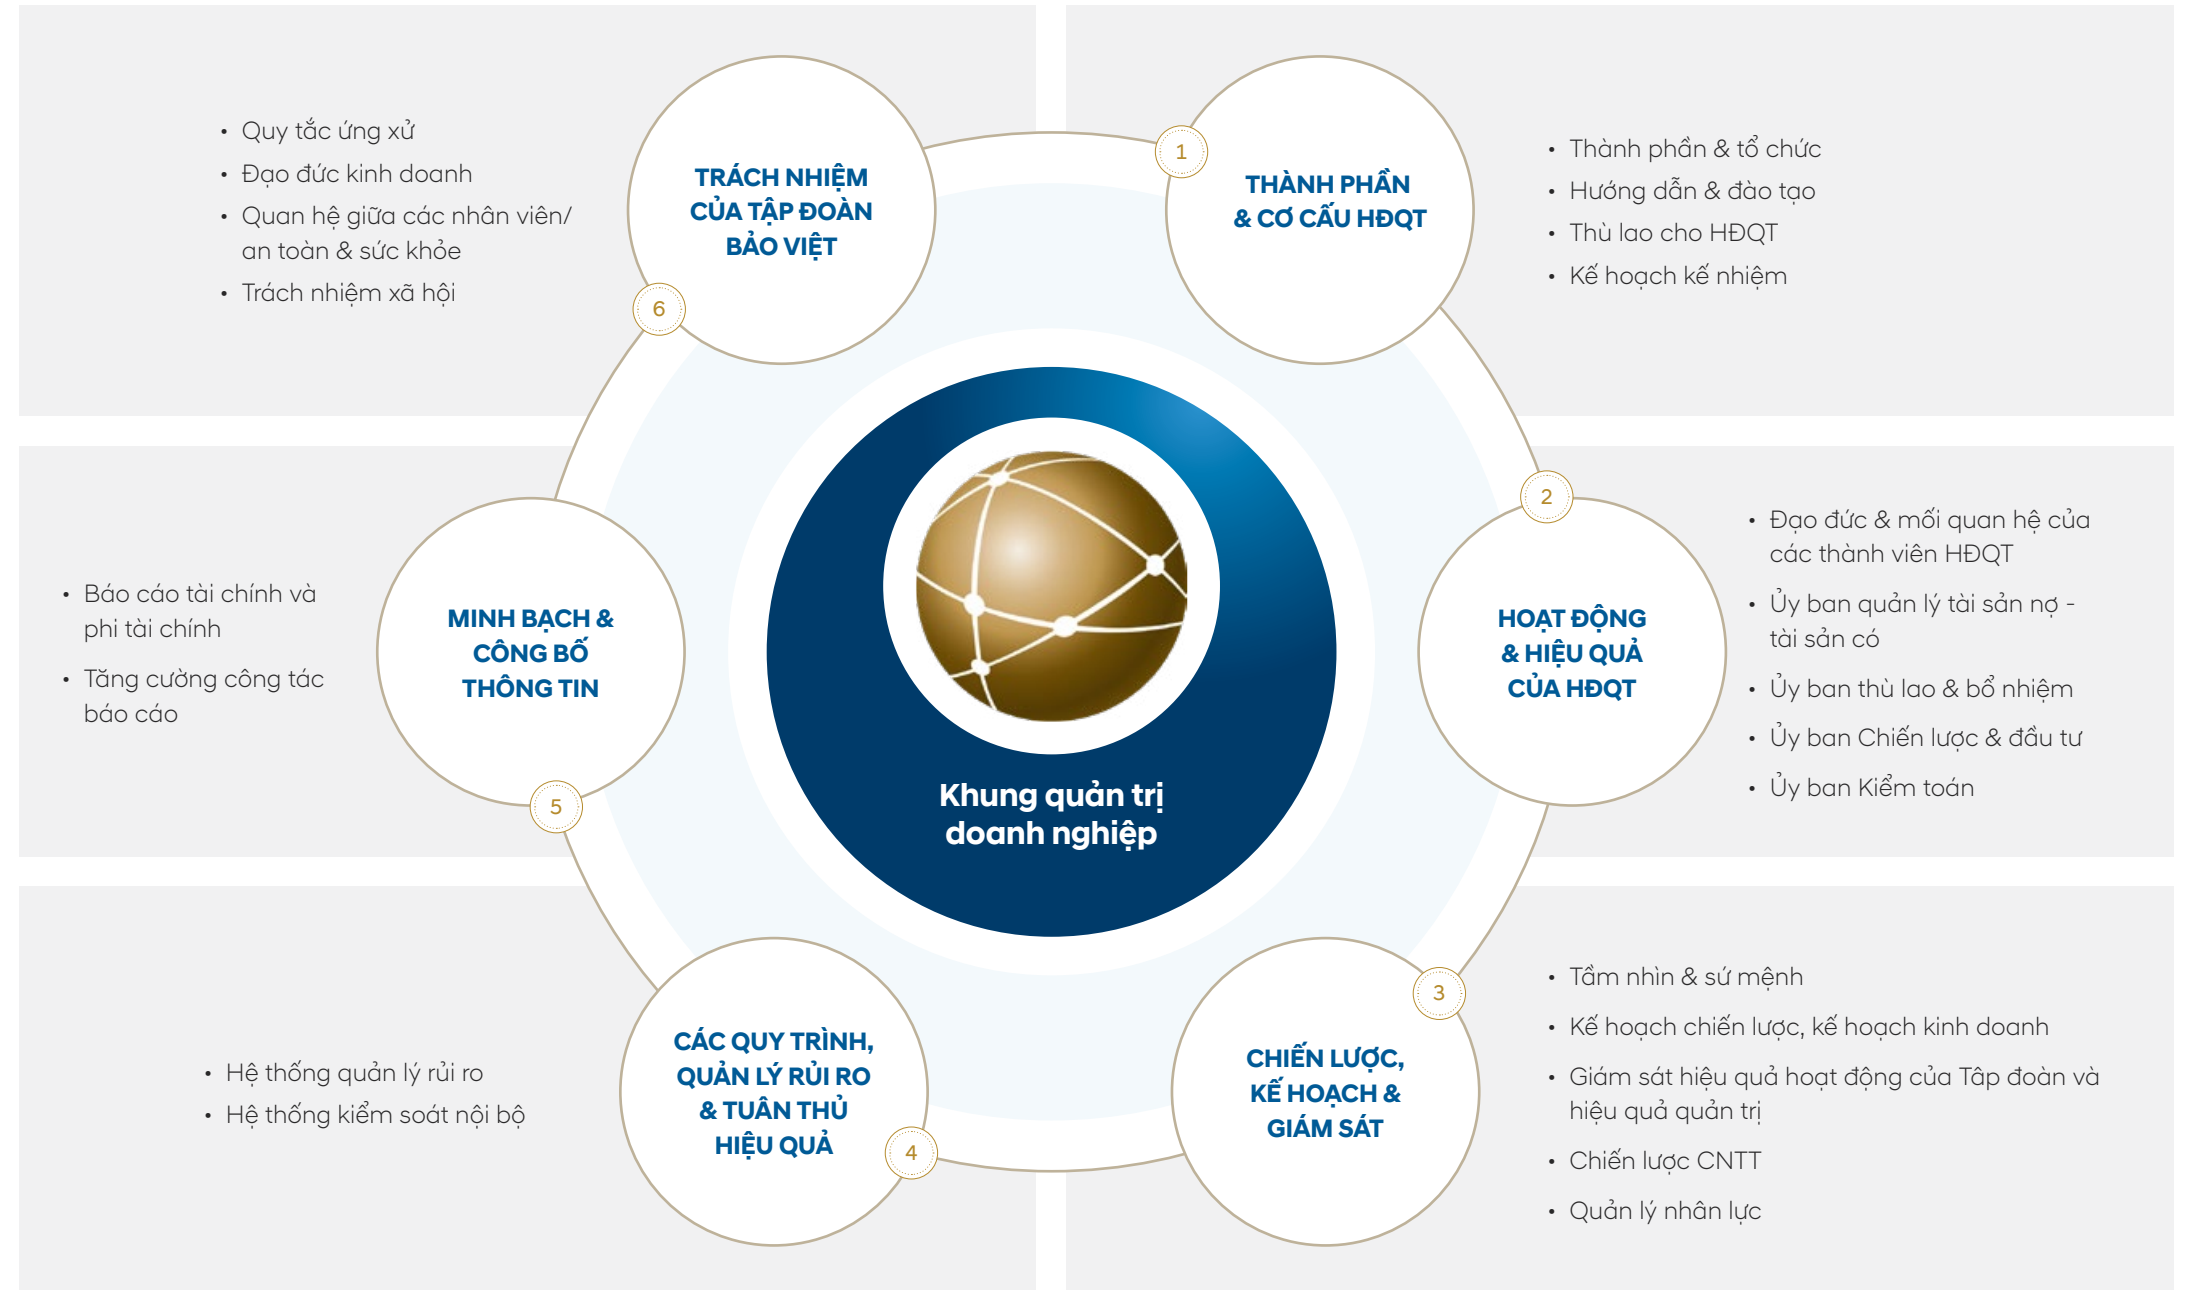 1
THÀNH PHẦN
& CƠ CẤU HĐQT
• Thành phần & tổ chức
• Hướng dẫn & đào tạo
• Thù lao cho HĐQT
• Kế hoạch kế nhiệm
2
HOẠT ĐỘNG
& HIỆU QUẢ
CỦA HĐQT
• Đạo đức & mối quan hệ của
các thành viên HĐQT
• Ủy ban quản lý tài sản nợ -
tài sản có
• Ủy ban thù lao & bổ nhiệm
• Ủy ban Chiến lược & đầu tư
• Ủy ban Kiểm toán
3
CHIẾN LƯỢC,
KẾ HOẠCH &
GIÁM SÁT
• Tầm nhìn & sứ mệnh
• Kế hoạch chiến lược, kế hoạch kinh doanh
• Giám sát hiệu quả hoạt động của Tâp đoàn và
hiệu quả quản trị
• Chiến lược CNTT
• Quản lý nhân lực
4
CÁC QUY TRÌNH,
QUẢN LÝ RỦI RO
& TUÂN THỦ
HIỆU QUẢ
• Hệ thống quản lý rủi ro
• Hệ thống kiểm soát nội bộ
5
MINH BẠCH &
CÔNG BỐ
THÔNG TIN
• Báo cáo tài chính và
phi tài chính
• Tăng cường công tác
báo cáo
6
TRÁCH NHIỆM
CỦA TẬP ĐOÀN
BẢO VIỆT
• Quy tắc ứng xử
• Đạo đức kinh doanh
• Quan hệ giữa các nhân viên/
an toàn & sức khỏe
• Trách nhiệm xã hội
Khung quản trị
doanh nghiệp